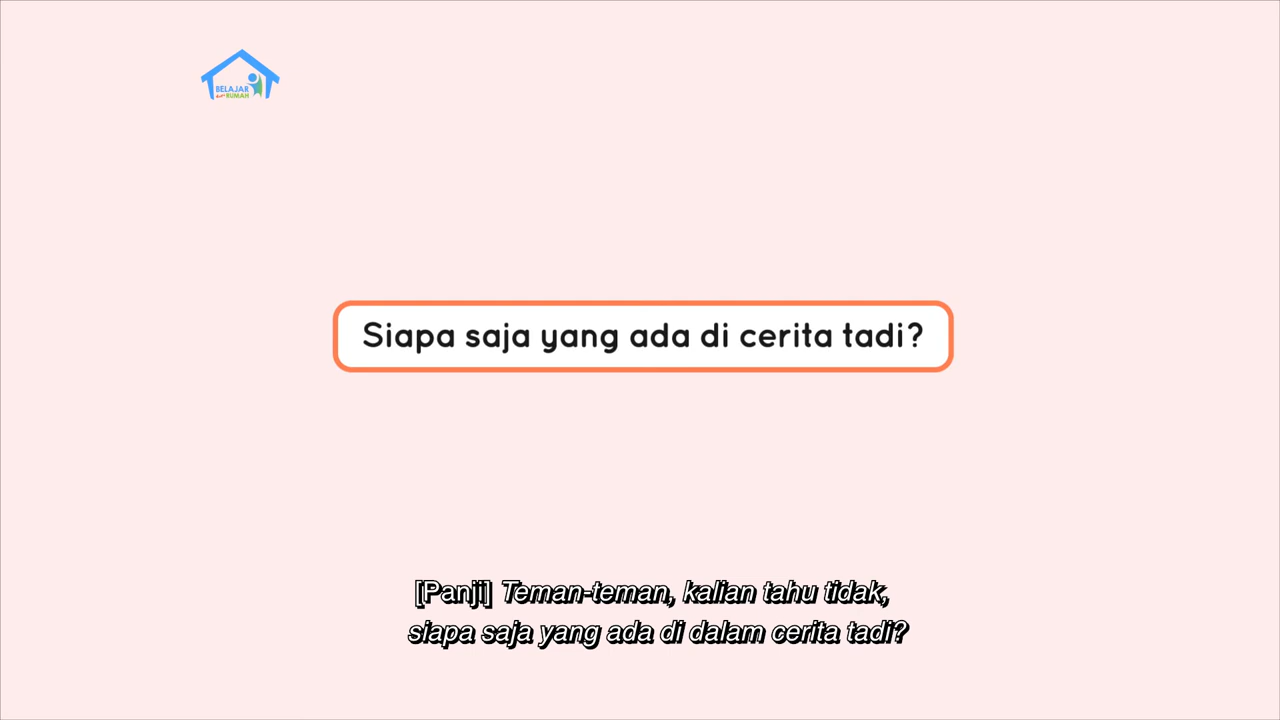 BELAJAR
dari RUMAH
Siapa saja yang ada di cerita tadi?
[Panji] Teman-teman, kalian tahu tidak,
siapa saja yang ada di dalam cerita tadi?